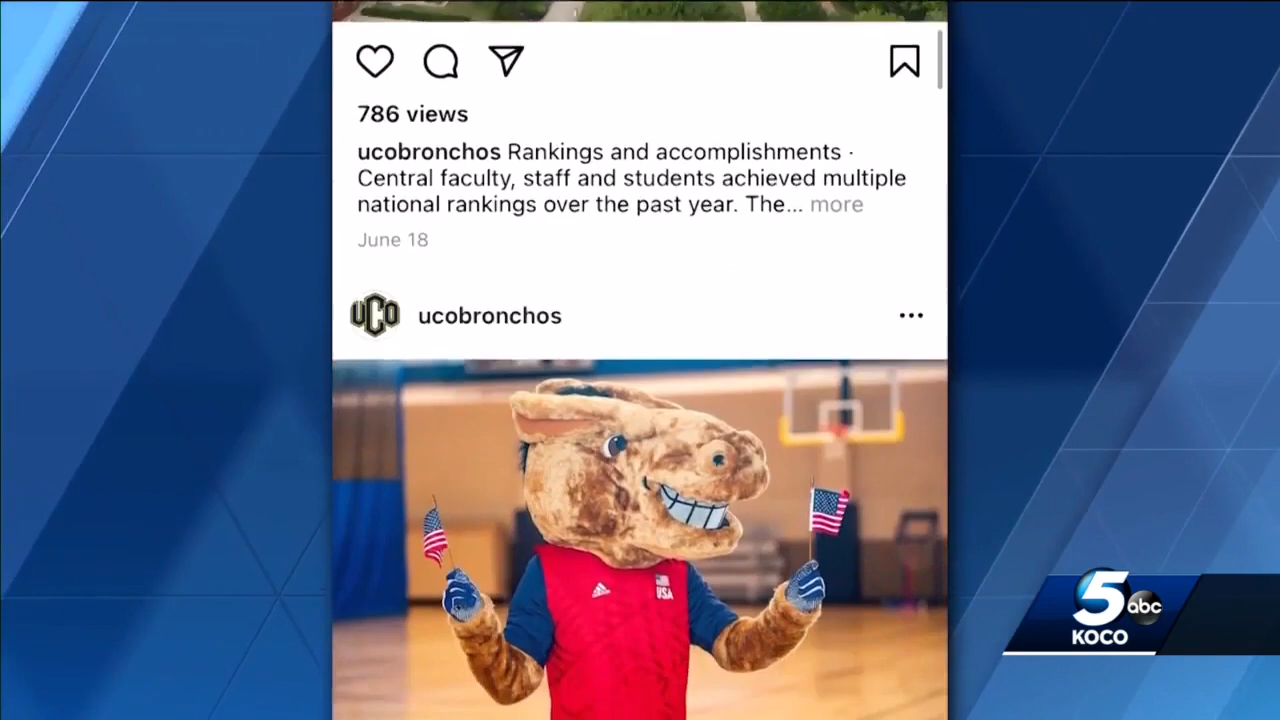 786 views
ucobronchos Rankings and accomplishments ·
Central faculty, staff and students achieved multiple
national rankings over the past year. The... more
June 18
UCO
ucobronchos
USA
5 abc
KOCO